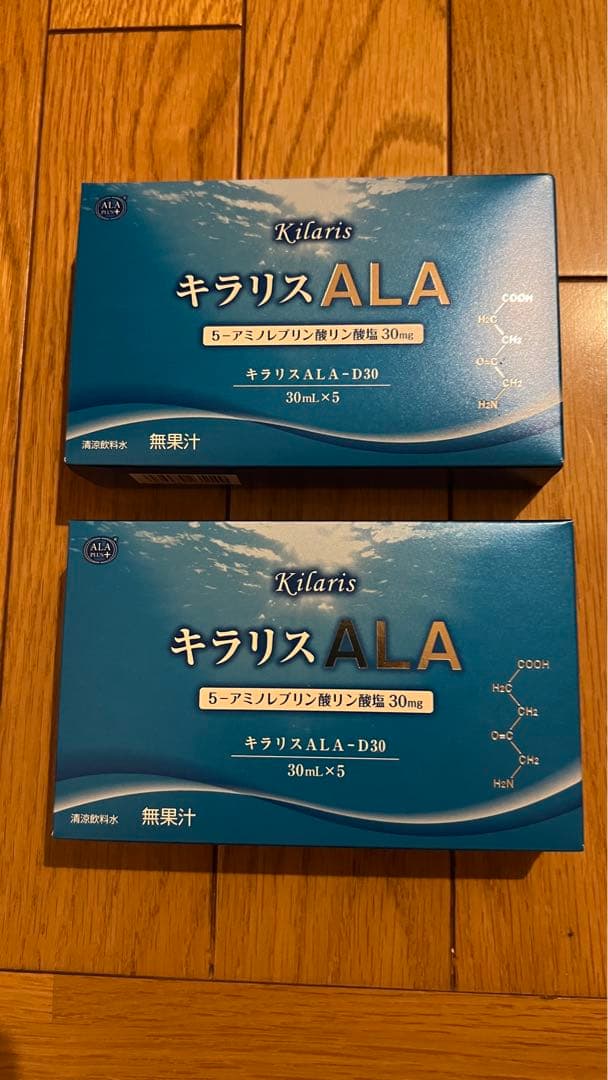 ALA
PLUS+
Kilaris
キラリスALA
5-アミノレブリン酸リン酸塩 30mg
キラリスALA-D30
30mL×5
清涼飲料水 無果汁
COOH
H₂C
CH₂
O=C
CH₂
H₂N
ALA
PLUS+
Kilaris
キラリスALA
5-アミノレブリン酸リン酸塩 30mg
キラリスALA-D30
30mL×5
清涼飲料水 無果汁
COOH
H₂C
CH₂
O=C
CH₂
H₂N